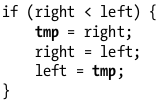 if (right < left) {
    tmp = right;
    right = left;
    left = tmp;
}